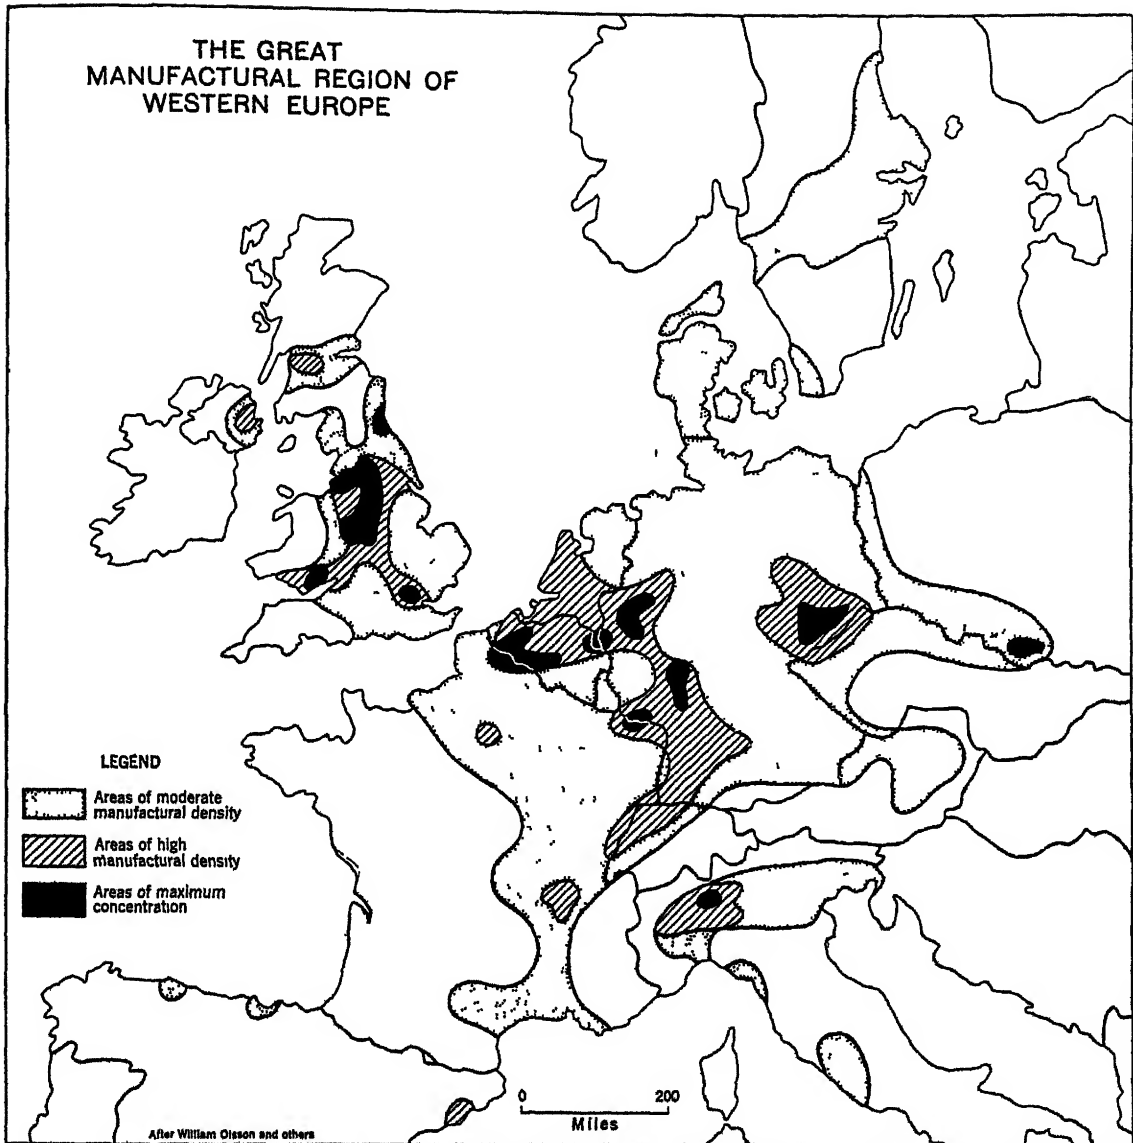 THE GREAT
MANUFACTURAL REGION OF
WESTERN EUROPE
LEGEND
Areas of moderate
manufactural density
Areas of high
manufactural density
Areas of maximum
concentration
0 200
Miles
After William Olsson and others